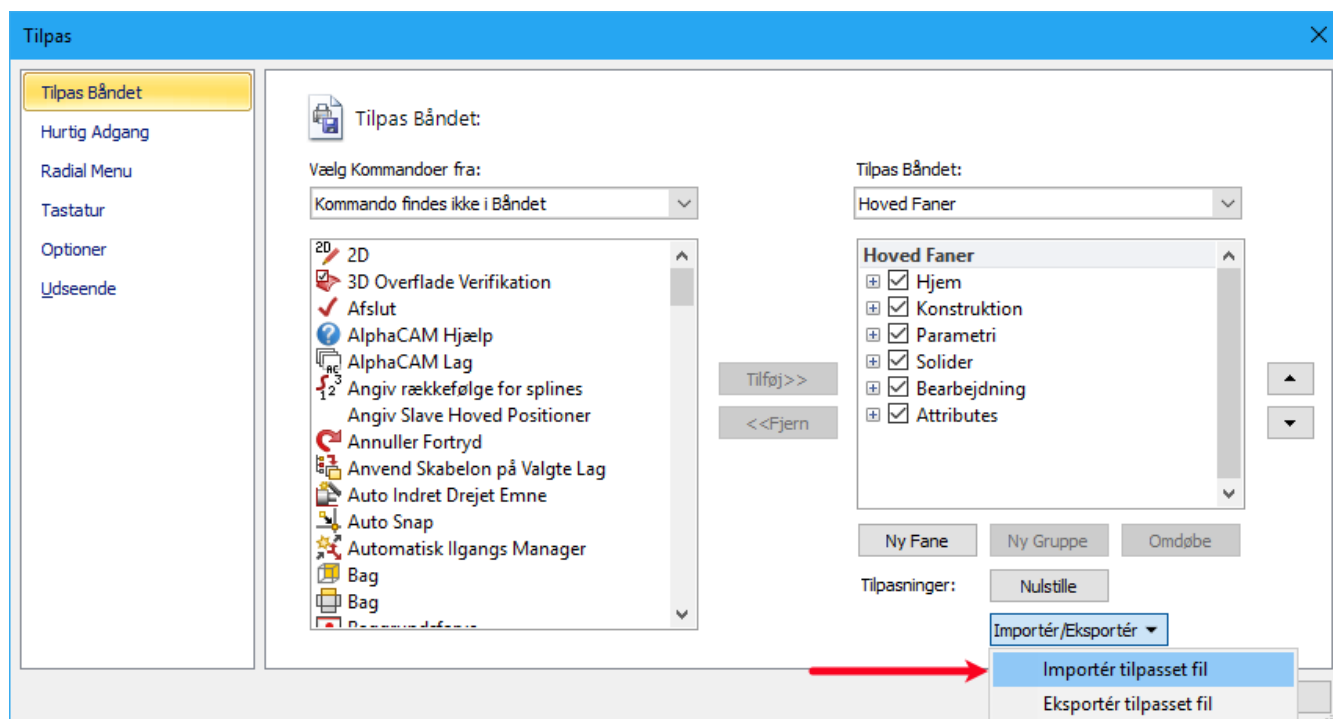 Tilpas
Tilpas Båndet
Hurtig Adgang
Radial Menu
Tastatur
Optioner
Udseende
Tilpas Båndet:
Vælg Kommandoer fra:
Kommando findes ikke i Båndet
2D
2D
3D Overflade Verifikation
Afslut
AlphaCAM Hjælp
AlphaCAM Lag
Angiv rækkefølge for splines
Angiv Slave Hoved Positioner
Annuller Fortryd
Anvend Skabelon på Valgte Lag
Auto Indret Drejet Emne
Auto Snap
Automatisk Ilgangs Manager
Bag
Bag
Tilføj>>
<<Fjern
Tilpas Båndet:
Hoved Faner
Hoved Faner
Hjem
Konstruktion
Parametri
Solider
Bearbejdning
Attributes
Ny Fane
Ny Gruppe
Omdøbe
Tilpasninger:
Nulstille
Importér/Eksportér
Importér tilpasset fil
Eksportér tilpasset fil